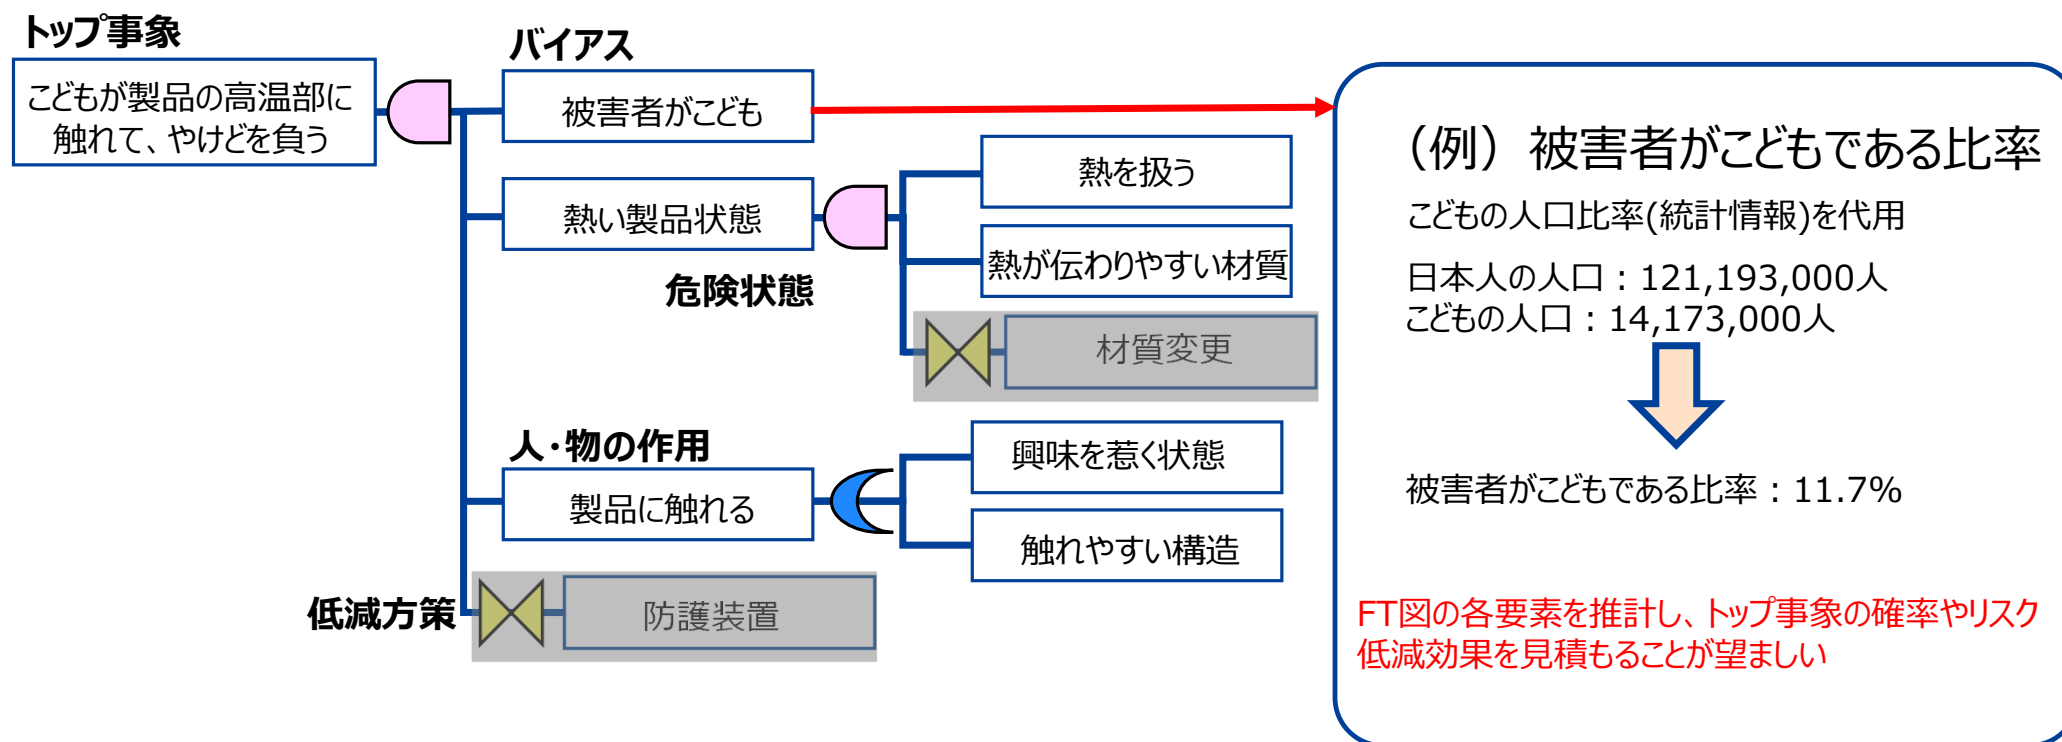 トップ事象
こどもが製品の高温部に
触れて、やけどを負う
バイアス
被害者がこども
熱い製品状態
危険状態
熱を扱う
熱が伝わりやすい材質
材質変更
人・物の作用
製品に触れる
興味を惹く状態
触れやすい構造
低減方策
防護装置
（例）被害者がこどもである比率
こどもの人口比率(統計情報)を代用
日本人の人口：121,193,000人
こどもの人口：14,173,000人
被害者がこどもである比率：11.7%
FT図の各要素を推計し、トップ事象の確率やリスク
低減効果を見積もることが望ましい